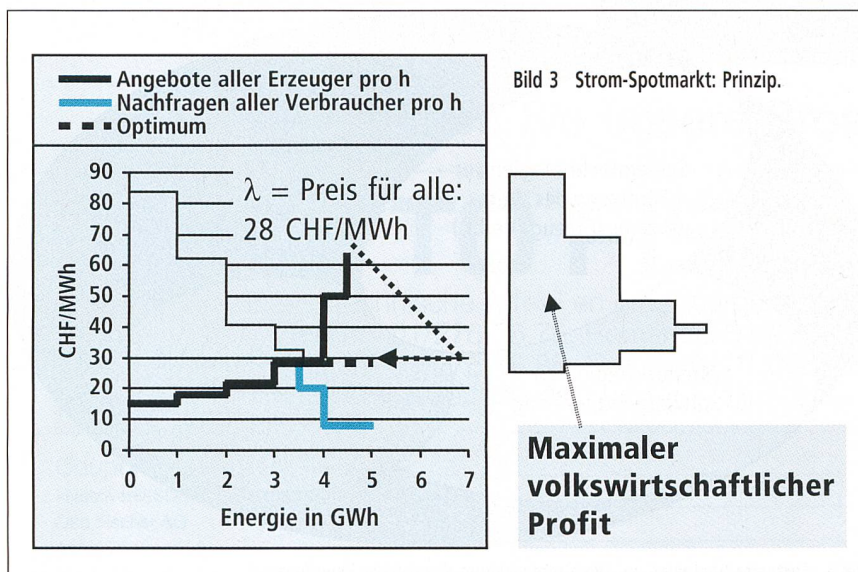 Angebote aller Erzeuger pro h
Nachfragen aller Verbraucher pro h
Optimum
Bild 3 Strom-Spotmarkt: Prinzip.
λ = Preis für alle:
28 CHF/MWh
CHF/MWh
90
80
70
60
50
40
30
20
10
0
0 1 2 3 4 5 6 7
Energie in GWh
Maximaler
volkswirtschaftlicher
Profit